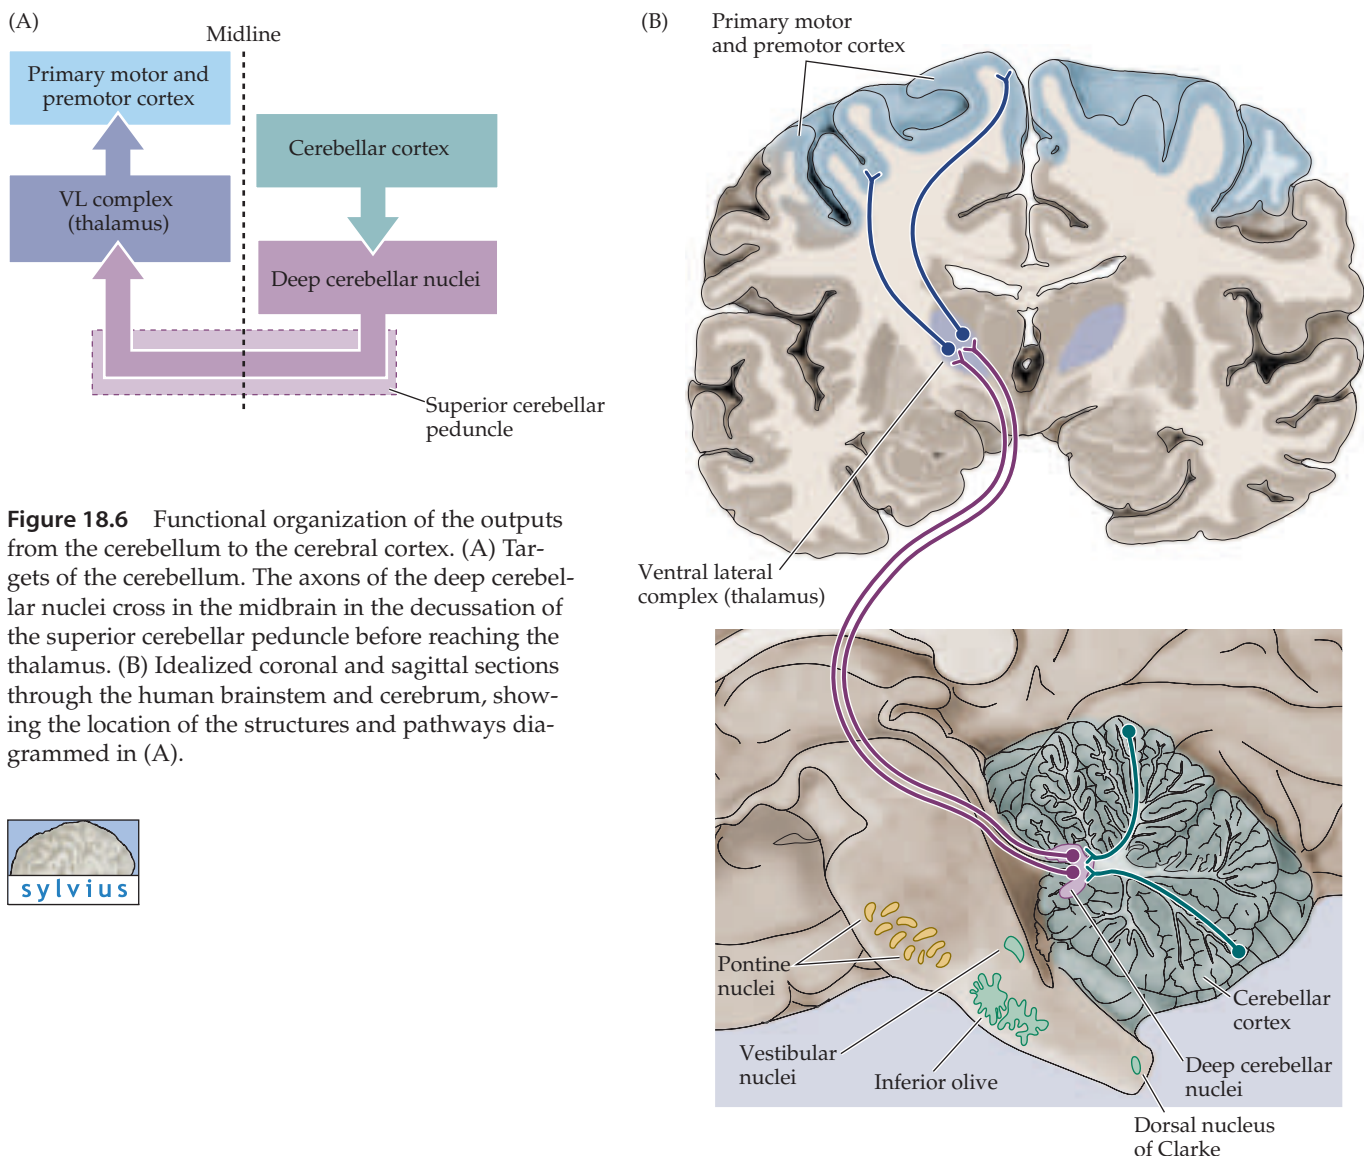 (A)
Midline
Primary motor and
premotor cortex
Cerebellar cortex
VL complex
(thalamus)
Deep cerebellar nuclei
Superior cerebellar
peduncle
Figure 18.6 Functional organization of the outputs
from the cerebellum to the cerebral cortex. (A) Tar-
gets of the cerebellum. The axons of the deep cerebel-
lar nuclei cross in the midbrain in the decussation of
the superior cerebellar peduncle before reaching the
thalamus. (B) Idealized coronal and sagittal sections
through the human brainstem and cerebrum, show-
ing the location of the structures and pathways dia-
grammed in (A).
sylvius
(B)
Primary motor
and premotor cortex
Ventral lateral
complex (thalamus)
Pontine
nuclei
Vestibular
nuclei
Inferior olive
Cerebellar
cortex
Deep cerebellar
nuclei
Dorsal nucleus
of Clarke